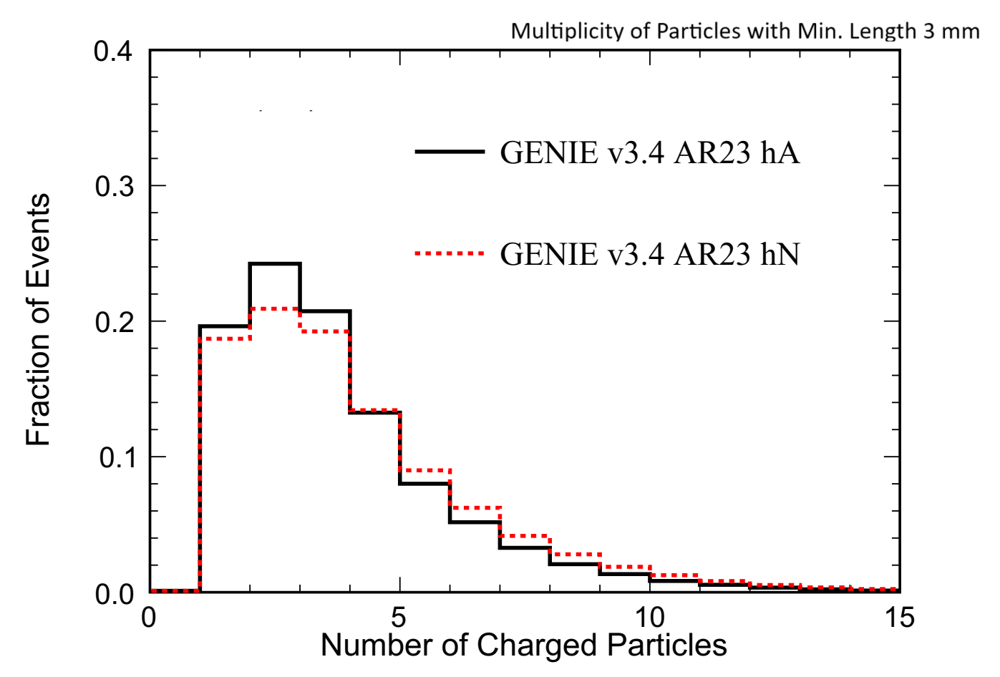 Multiplicity of Particles with Min. Length 3 mm
0.4
0.3
0.2
0.1
0.0
Fraction of Events
GENIE v3.4 AR23 hA
GENIE v3.4 AR23 hN
0 5 10 15
Number of Charged Particles